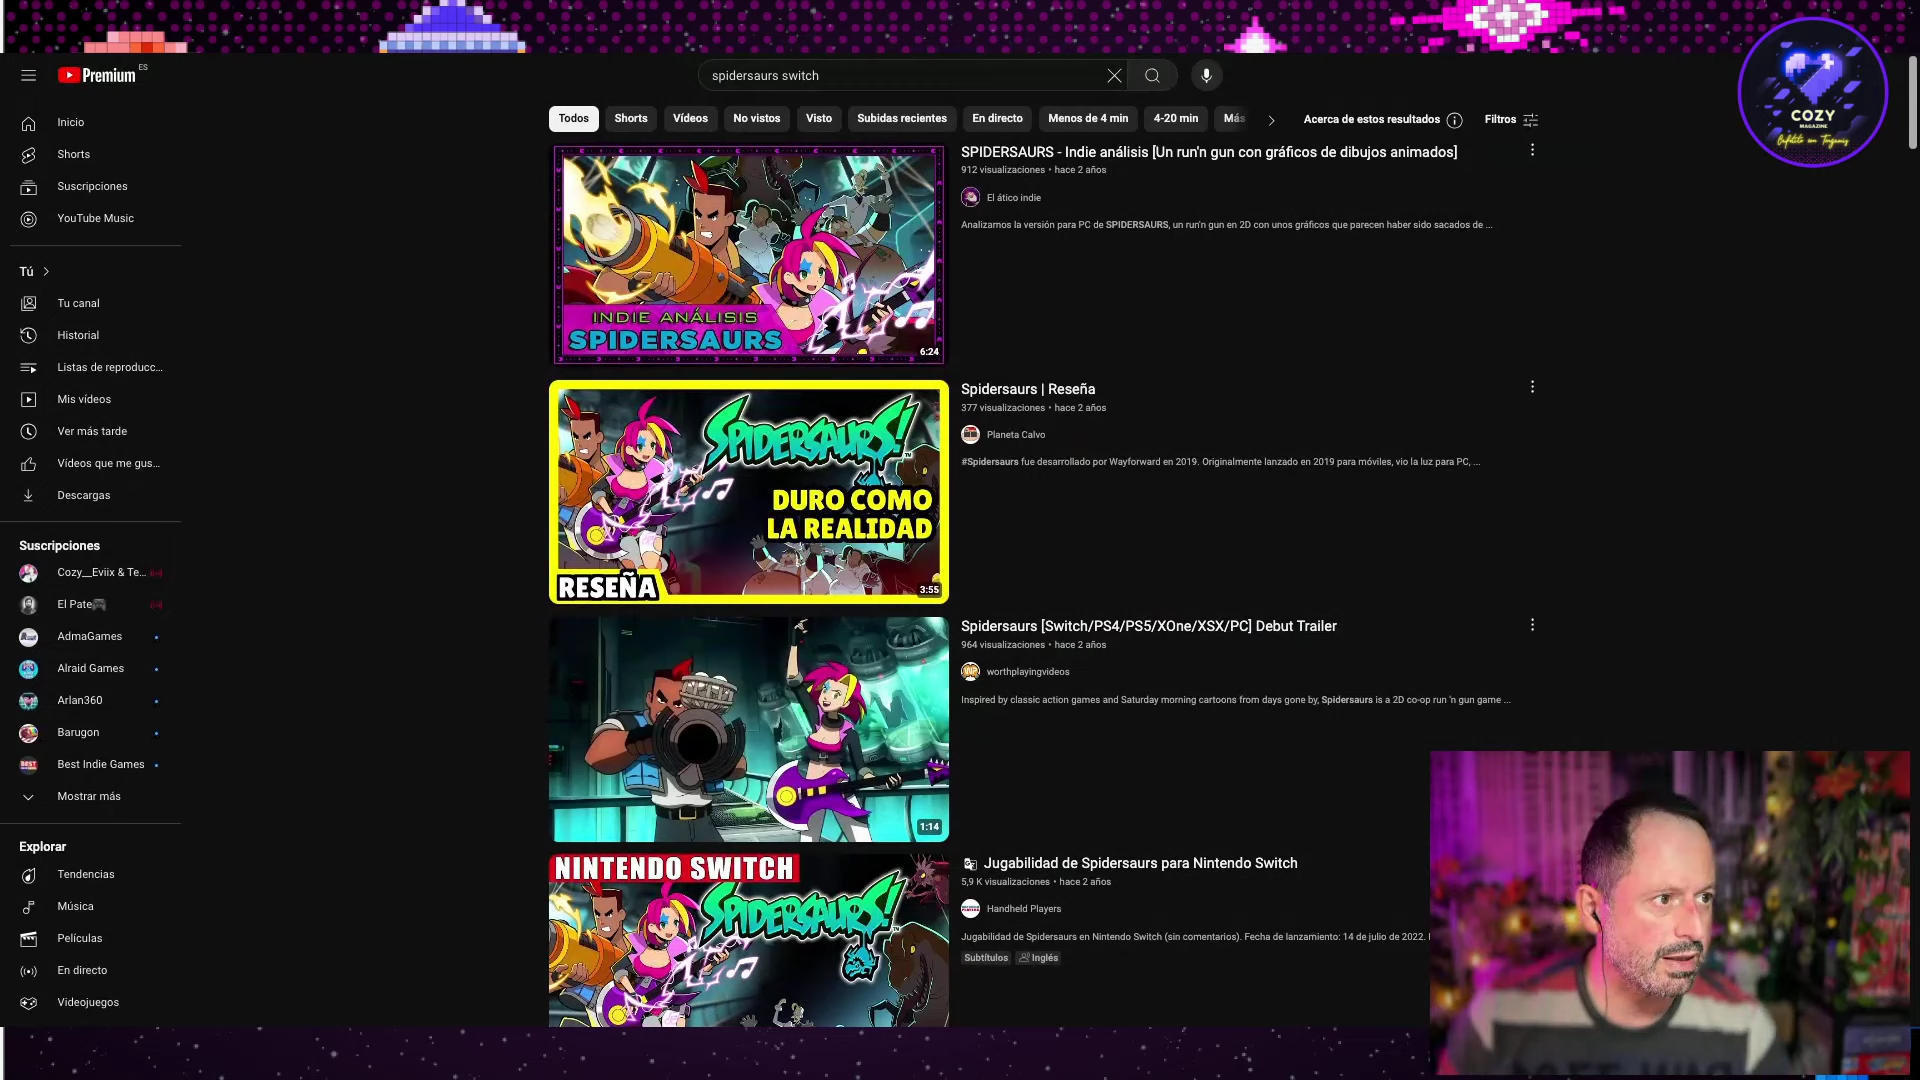 Premium
ES
spidersaurs switch
COZY
MAGAZINE
Inicio
Shorts
Suscripciones
YouTube Music
Tú
Tu canal
Historial
Listas de reproducc...
Mis vídeos
Ver más tarde
Vídeos que me gus...
Descargas
Suscripciones
Cozy__Eviix & Te...
El Pate
AdmaGames
Alraid Games
Arlan360
Barugon
Best Indie Games
Mostrar más
Explorar
Tendencias
Música
Películas
En directo
Videojuegos
Todos
Shorts
Vídeos
No vistos
Visto
Subidas recientes
En directo
Menos de 4 min
4-20 min
Más
Acerca de estos resultados
Filtros
INDIE ANÁLISIS
SPIDERSAURS
6:24
SPIDERSAURS - Indie análisis [Un run'n gun con gráficos de dibujos animados]
912 visualizaciones • hace 2 años
El ático indie
Analizamos la versión para PC de SPIDERSAURS, un run'n gun en 2D con unos gráficos que parecen haber sido sacados de ...
SPIDERSAURS!
DURO COMO
LA REALIDAD
RESEÑA
3:55
Spidersaurs | Reseña
377 visualizaciones • hace 2 años
Planeta Calvo
#Spidersaurs fue desarrollado por Wayforward en 2019. Originalmente lanzado en 2019 para móviles, vio la luz para PC, ...
1:14
Spidersaurs [Switch/PS4/PS5/XOne/XSX/PC] Debut Trailer
964 visualizaciones • hace 2 años
worthplayingvideos
Inspired by classic action games and Saturday morning cartoons from days gone by, Spidersaurs is a 2D co-op run 'n gun game ...
NINTENDO SWITCH
SPIDERSAURS!
Jugabilidad de Spidersaurs para Nintendo Switch
5,9 K visualizaciones • hace 2 años
Handheld Players
Jugabilidad de Spidersaurs en Nintendo Switch (sin comentarios). Fecha de lanzamiento: 14 de julio de 2022.
Subtítulos
Inglés